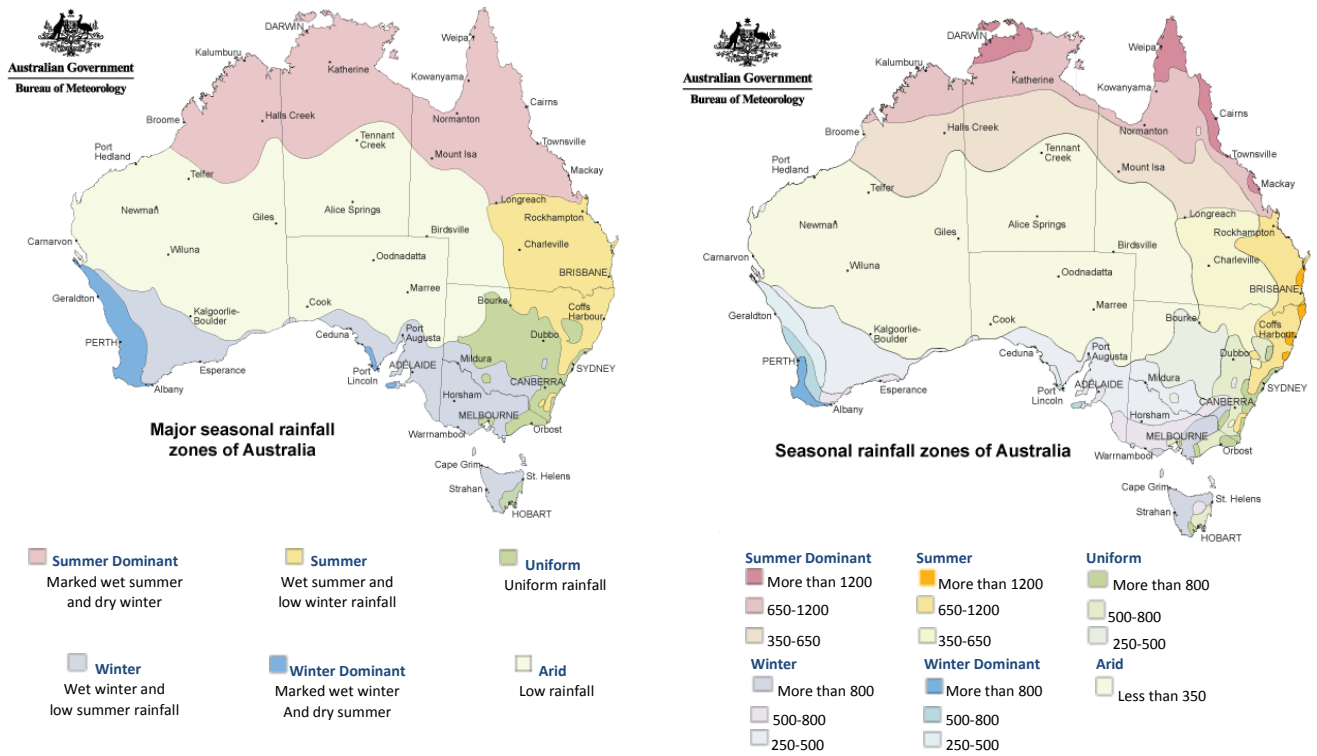 Australian Government
Bureau of Meteorology
DARWIN
Weipa
Kalumburu
Katherine
Kowanyama
Cairns
Broome
Halls Creek
Normanton
Port
Hedland
Tennant
Creek
Townsville
Mount Isa
Telfer
Mackay
Newman
Longreach
Alice Springs
Rockhampton
Giles
Birdsville
Carnarvon
Wiluna
Charleville
Oodnadatta
BRISBANE
Geraldton
Marree
Bourke
Coffs
Harbour
Cook
Kalgoorlie-
Boulder
Ceduna
Port
Augusta
Dubbo
PERTH
Esperance
Port
Lincoln
ADELAIDE
Mildura
SYDNEY
Albany
CANBERRA
Horsham
MELBOURNE
Warrnambool
Orbost
Major seasonal rainfall
zones of Australia
Cape Grim
St. Helens
Strahan
HOBART
Summer Dominant
Marked wet summer
and dry winter
Summer
Wet summer and
low winter rainfall
Uniform
Uniform rainfall
Winter
Wet winter and
low summer rainfall
Winter Dominant
Marked wet winter
And dry summer
Arid
Low rainfall
Australian Government
Bureau of Meteorology
DARWIN
Weipa
Kalumburu
Katherine
Kowanyama
Cairns
Broome
Halls Creek
Normanton
Port
Hedland
Tennant
Creek
Townsville
Mount Isa
Telfer
Mackay
Newman
Longreach
Alice Springs
Rockhampton
Giles
Birdsville
Carnarvon
Wiluna
Charleville
Oodnadatta
BRISBANE
Geraldton
Marree
Bourke
Coffs
Harbour
Cook
Kalgoorlie-
Boulder
Ceduna
Port
Augusta
Dubbo
PERTH
Esperance
Port
Lincoln
ADELAIDE
Mildura
SYDNEY
Albany
CANBERRA
Horsham
MELBOURNE
Warrnambool
Orbost
Seasonal rainfall zones of Australia
Cape Grim
St. Helens
Strahan
HOBART
Summer Dominant
More than 1200
650-1200
350-650
Summer
More than 1200
650-1200
350-650
Uniform
More than 800
500-800
250-500
Winter
More than 800
500-800
250-500
Winter Dominant
More than 800
500-800
250-500
Arid
Less than 350